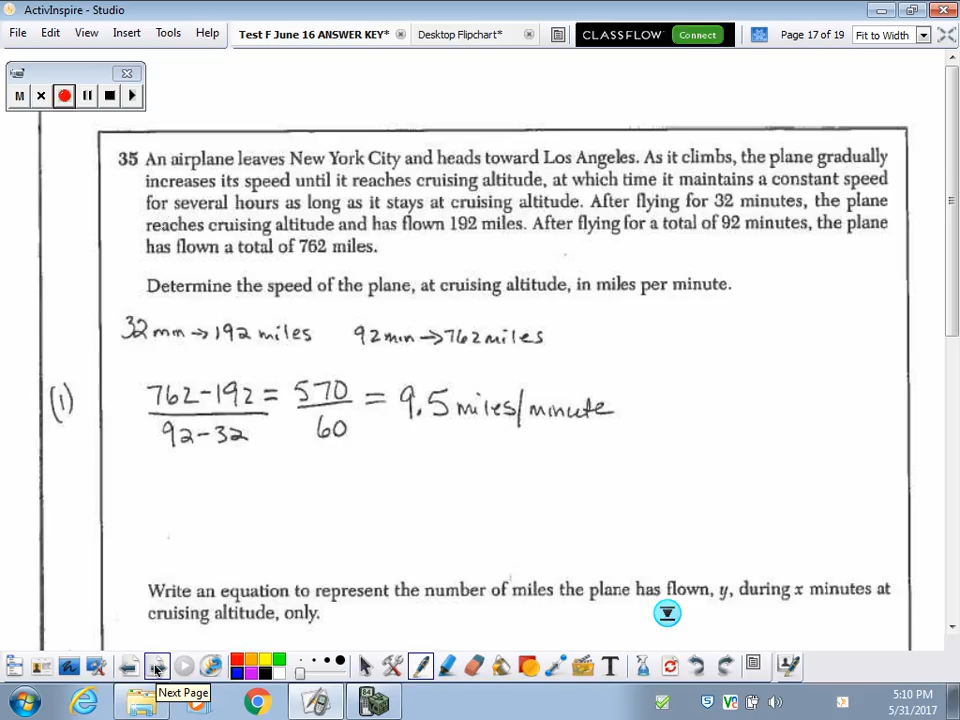 ActivInspire - Studio
File Edit View Insert Tools Help
Test F June 16 ANSWER KEY* Desktop Flipchart* CLASSFLOW Connect Page 17 of 19 Fit to Width
M
35 An airplane leaves New York City and heads toward Los Angeles. As it climbs, the plane gradually
increases its speed until it reaches cruising altitude, at which time it maintains a constant speed
for several hours as long as it stays at cruising altitude. After flying for 32 minutes, the plane
reaches cruising altitude and has flown 192 miles. After flying for a total of 92 minutes, the plane
has flown a total of 762 miles.
Determine the speed of the plane, at cruising altitude, in miles per minute.
32min → 192 miles 92min → 762 miles
(1) 762-192 = 570 = 9.5 miles/minute
92-32 60
Write an equation to represent the number of miles the plane has flown, y, during x minutes at
cruising altitude, only.
T
Next Page
84
5:10 PM
5/31/2017